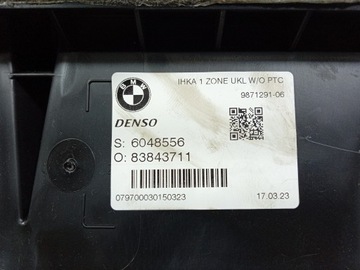 BMW
IHKA 1 ZONE UKL W/O PTC
9871291-06
DENSO
S: 6048556
O: 83843711
079700030150323
17.03.23